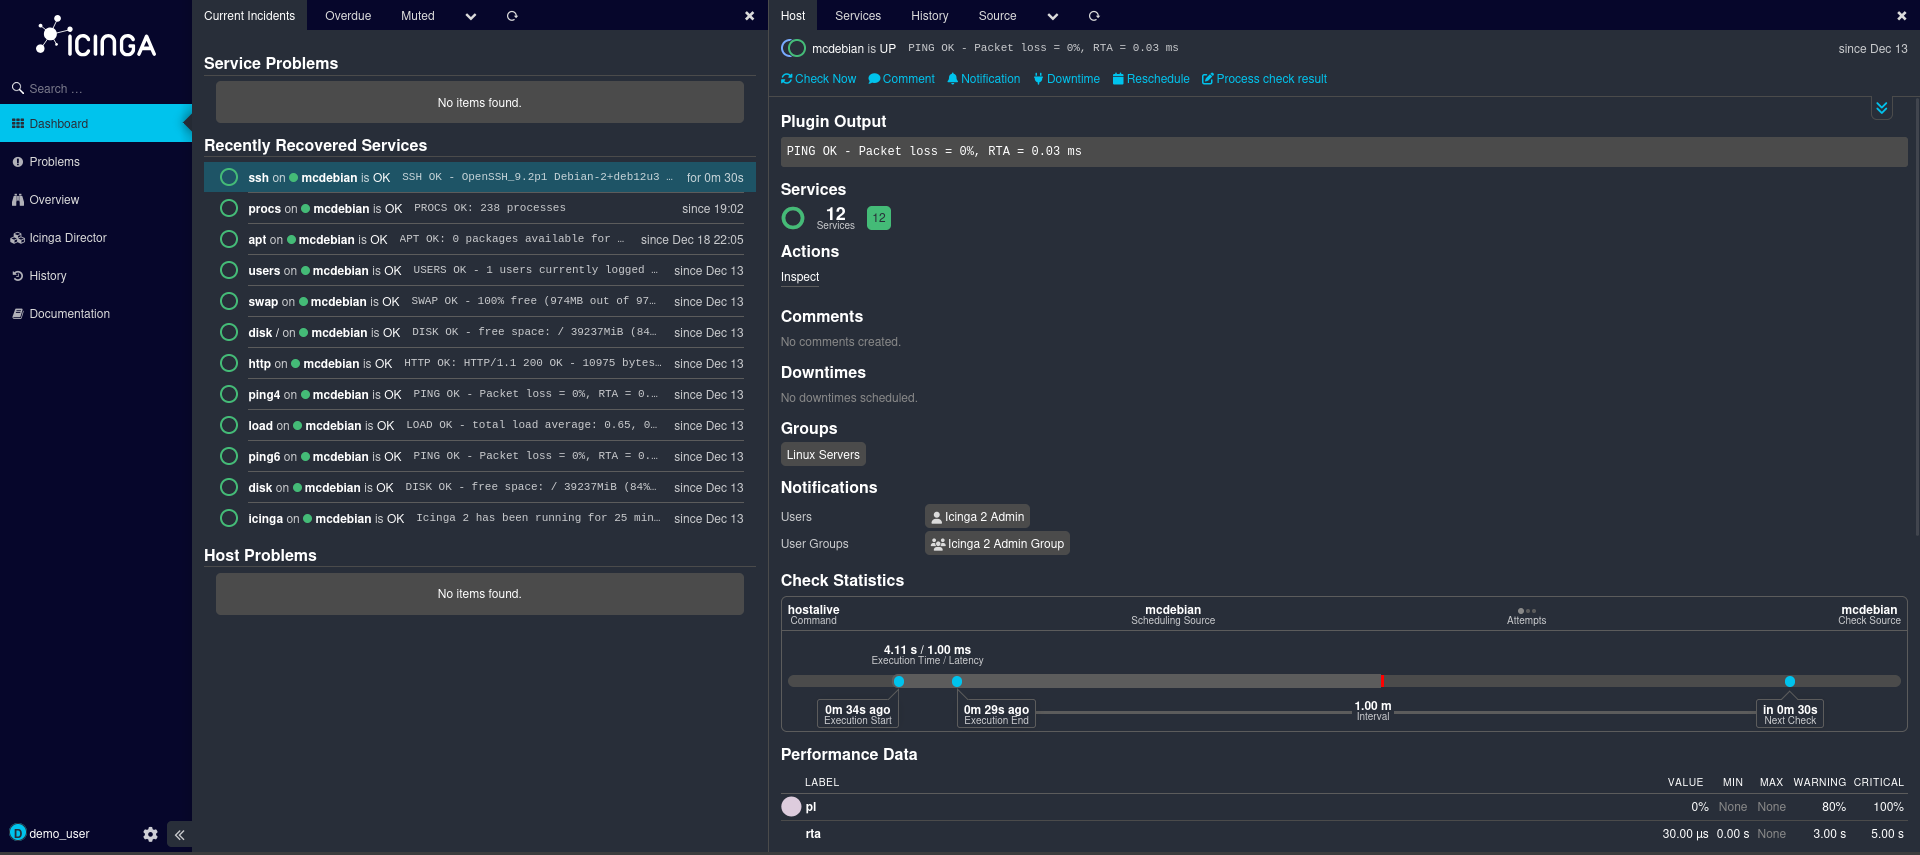 ICINGA
Search ...
Dashboard
Problems
Overview
Icinga Director
History
Documentation
demo_user
Current Incidents Overdue Muted
Service Problems
No items found.
Recently Recovered Services
ssh on mcdebian is OK SSH OK - OpenSSH_9.2p1 Debian-2+deb12u3 … for 0m 30s
procs on mcdebian is OK PROCS OK: 238 processes since 19:02
apt on mcdebian is OK APT OK: 0 packages available for … since Dec 18 22:05
users on mcdebian is OK USERS OK - 1 users currently logged … since Dec 13
swap on mcdebian is OK SWAP OK - 100% free (974MB out of 97… since Dec 13
disk / on mcdebian is OK DISK OK - free space: / 39237MiB (84… since Dec 13
http on mcdebian is OK HTTP OK: HTTP/1.1 200 OK - 10975 bytes… since Dec 13
ping4 on mcdebian is OK PING OK - Packet loss = 0%, RTA = 0.… since Dec 13
load on mcdebian is OK LOAD OK - total load average: 0.65, 0… since Dec 13
ping6 on mcdebian is OK PING OK - Packet loss = 0%, RTA = 0.… since Dec 13
disk on mcdebian is OK DISK OK - free space: / 39237MiB (84%… since Dec 13
icinga on mcdebian is OK Icinga 2 has been running for 25 min… since Dec 13
Host Problems
No items found.
Host Services History Source
mcdebian is UP PING OK - Packet loss = 0%, RTA = 0.03 ms since Dec 13
Check Now Comment Notification Downtime Reschedule Process check result
Plugin Output
PING OK - Packet loss = 0%, RTA = 0.03 ms
Services
12 Services 12
Actions
Inspect
Comments
No comments created.
Downtimes
No downtimes scheduled.
Groups
Linux Servers
Notifications
Users Icinga 2 Admin
User Groups Icinga 2 Admin Group
Check Statistics
hostalive mcdebian mcdebian
Command Scheduling Source Attempts Check Source
4.11 s / 1.00 ms
Execution Time / Latency
0m 34s ago 0m 29s ago 1.00 m in 0m 30s
Execution Start Execution End Interval Next Check
Performance Data
LABEL VALUE MIN MAX WARNING CRITICAL
pl 0% None None 80% 100%
rta 30.00 µs 0.00 s None 3.00 s 5.00 s